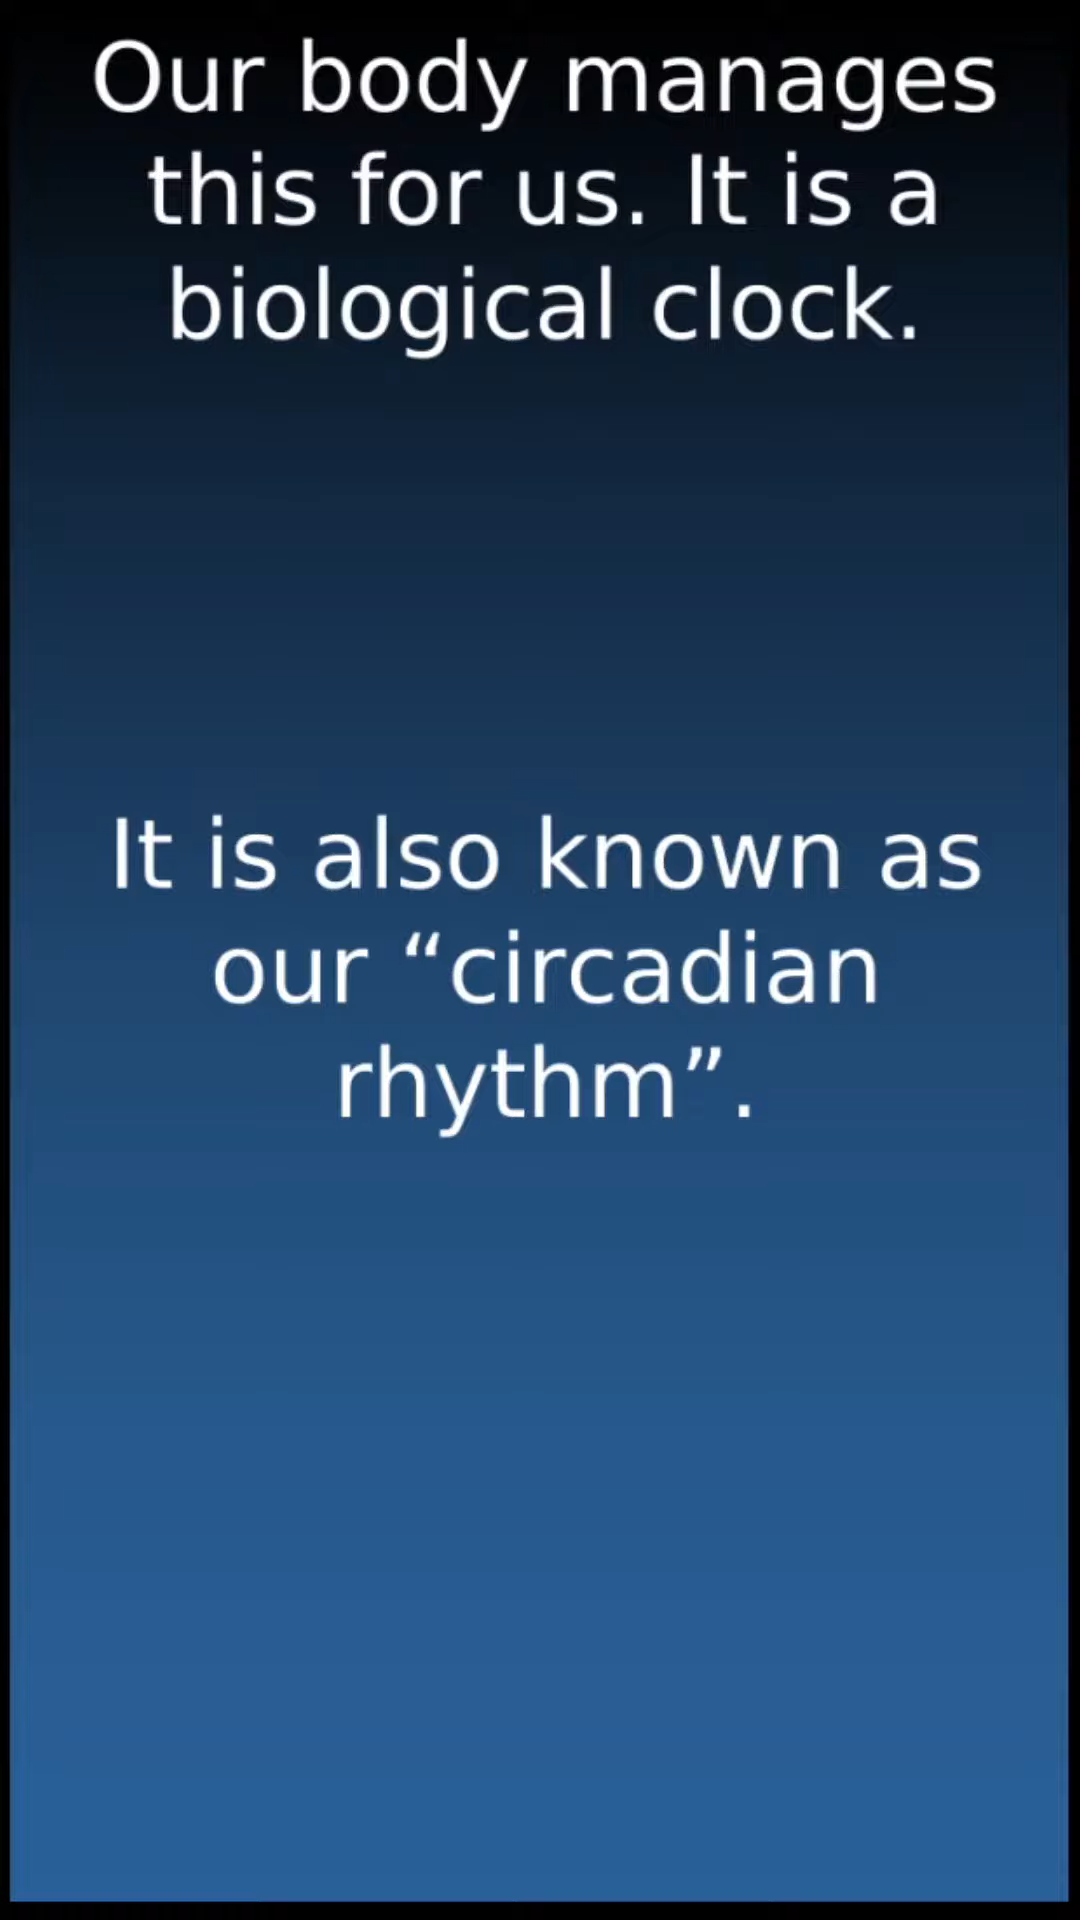 Our body manages
this for us. It is a
biological clock.
It is also known as
our “circadian
rhythm”.